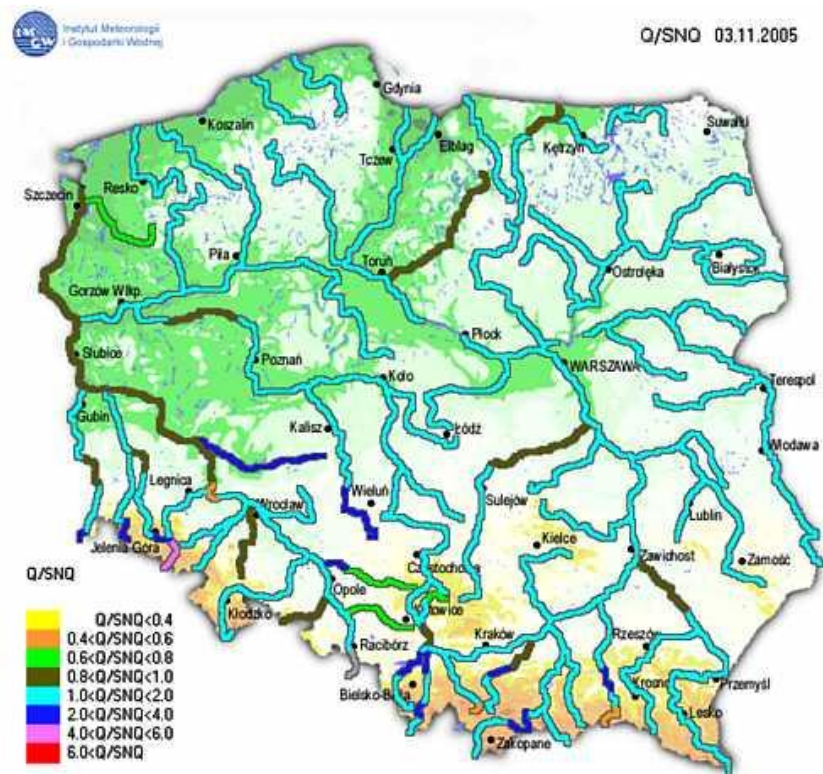 Instytut Meteorologii
i Gospodarki Wodnej
Q/SNQ 03.11.2005
Gdynia
Koszalin
Suwałki
Elbląg
Kętrzyn
Tczew
Resko
Szczecin
Piła
Toruń
Białystok
Ostrołęka
Gorzów Wlkp.
Płock
Słubice
Poznań
WARSZAWA
Koło
Terespol
Gubin
Kalisz
Łódź
Włodawa
Legnica
Wieluń
Sulejów
Wrocław
Lublin
Jelenia Góra
Kielce
Zawichost
Zamość
Częstochowa
Opole
Kłodzko
Katowice
Racibórz
Kraków
Rzeszów
Bielsko-Biała
Krosno
Przemyśl
Lesko
Zakopane
Q/SNQ
Q/SNQ<0.4
0.4<Q/SNQ<0.6
0.6<Q/SNQ<0.8
0.8<Q/SNQ<1.0
1.0<Q/SNQ<2.0
2.0<Q/SNQ<4.0
4.0<Q/SNQ<6.0
6.0<Q/SNQ